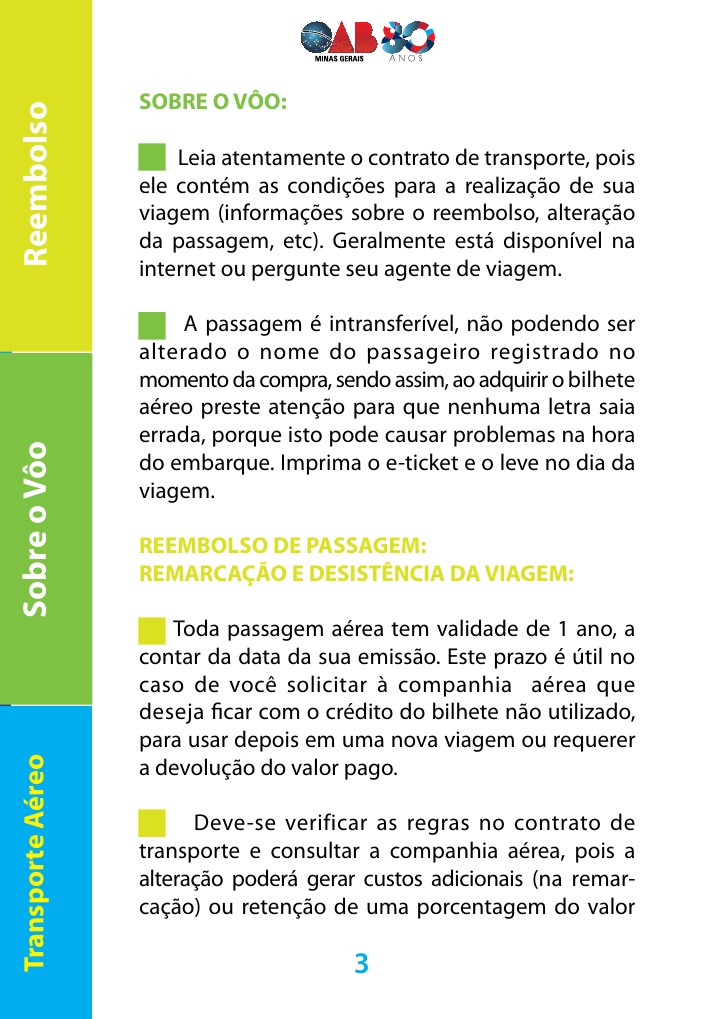 OAB 80
MINAS GERAIS ANOS
Reembolso
Sobre o Vôo
Transporte Aéreo
SOBRE O VÔO:
Leia atentamente o contrato de transporte, pois
ele contém as condições para a realização de sua
viagem (informações sobre o reembolso, alteração
da passagem, etc). Geralmente está disponível na
internet ou pergunte seu agente de viagem.
A passagem é intransferível, não podendo ser
alterado o nome do passageiro registrado no
momento da compra, sendo assim, ao adquirir o bilhete
aéreo preste atenção para que nenhuma letra saia
errada, porque isto pode causar problemas na hora
do embarque. Imprima o e-ticket e o leve no dia da
viagem.
REEMBOLSO DE PASSAGEM:
REMARCAÇÃO E DESISTÊNCIA DA VIAGEM:
Toda passagem aérea tem validade de 1 ano, a
contar da data da sua emissão. Este prazo é útil no
caso de você solicitar à companhia aérea que
deseja ficar com o crédito do bilhete não utilizado,
para usar depois em uma nova viagem ou requerer
a devolução do valor pago.
Deve-se verificar as regras no contrato de
transporte e consultar a companhia aérea, pois a
alteração poderá gerar custos adicionais (na remar-
cação) ou retenção de uma porcentagem do valor
3